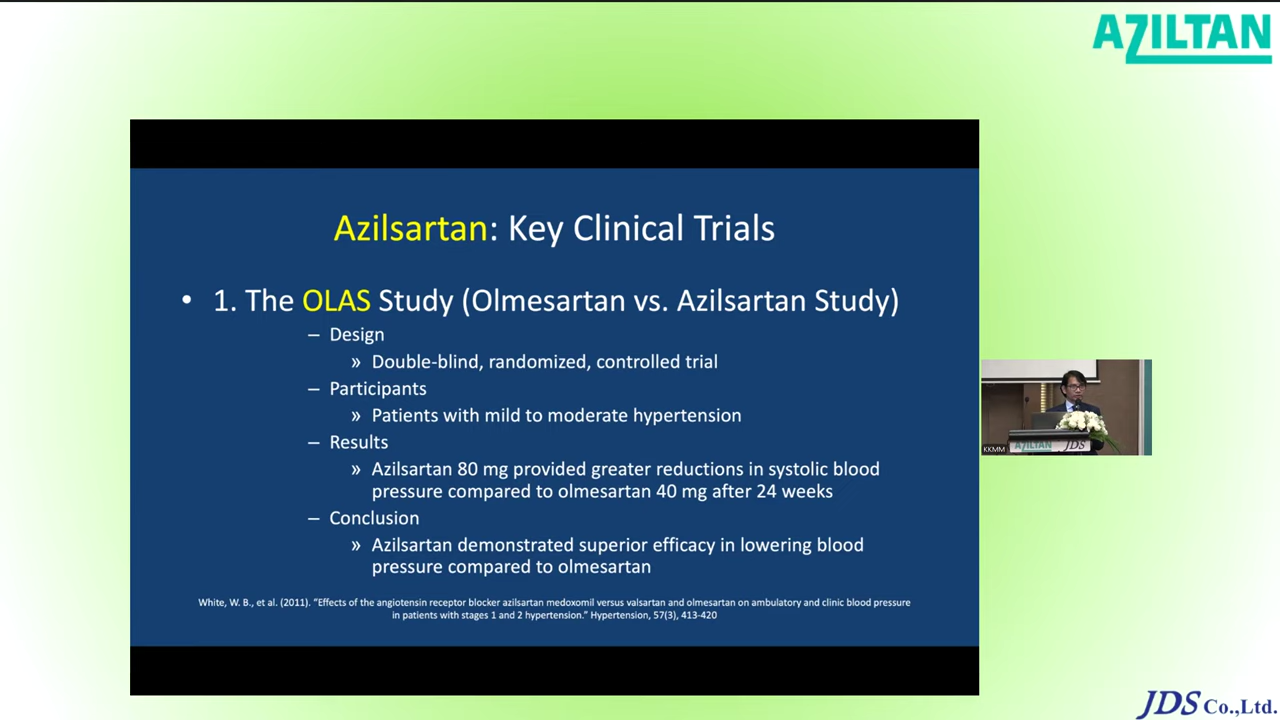 AZILTAN
Azilsartan: Key Clinical Trials
• 1. The OLAS Study (Olmesartan vs. Azilsartan Study)
– Design
» Double-blind, randomized, controlled trial
– Participants
» Patients with mild to moderate hypertension
– Results
» Azilsartan 80 mg provided greater reductions in systolic blood
pressure compared to olmesartan 40 mg after 24 weeks
– Conclusion
» Azilsartan demonstrated superior efficacy in lowering blood
pressure compared to olmesartan
White, W. B., et al. (2011). “Effects of the angiotensin receptor blocker azilsartan medoxomil versus valsartan and olmesartan on ambulatory and clinic blood pressure
in patients with stages 1 and 2 hypertension.” Hypertension, 57(3), 413-420
KKMM
AZILTAN JDS
JDS Co.,Ltd.